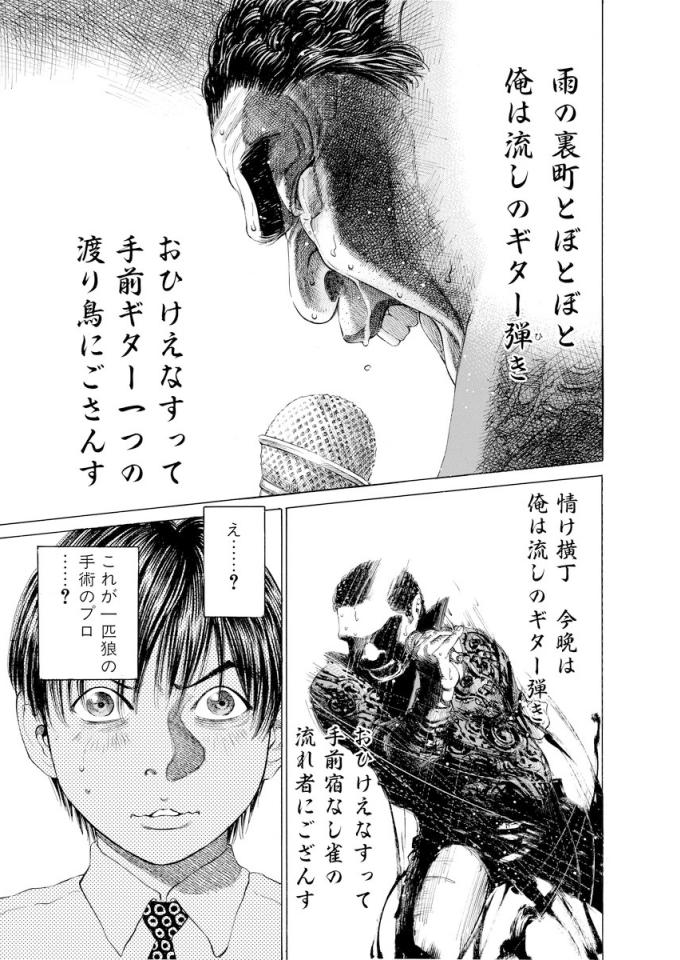 雨の裏町とぼとぼと
俺は流しのギター弾き
おひけえなすって
手前ギター一つの
渡り鳥にごさんす
情け横丁　今晩は
俺は流しのギター弾き
おひけえなすって
手前宿なし雀の
流れ者にござんす
え……？
これが一匹狼の
手術のプロ
……？